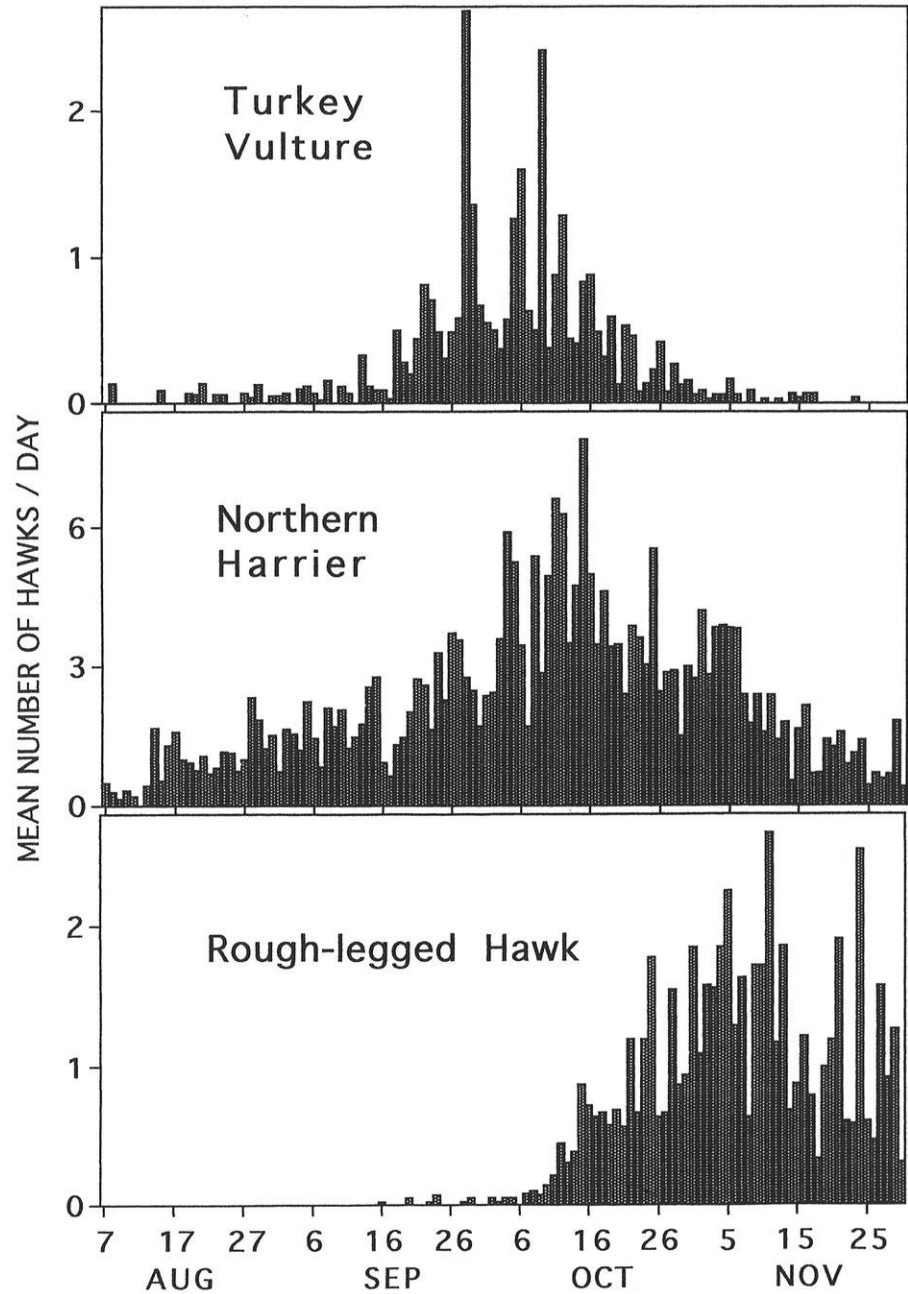 MEAN NUMBER OF HAWKS / DAY
2
1
0
Turkey
Vulture
6
3
0
Northern
Harrier
2
1
0
Rough-legged Hawk
7 17 27 6 16 26 6 16 26 5 15 25
AUG SEP OCT NOV